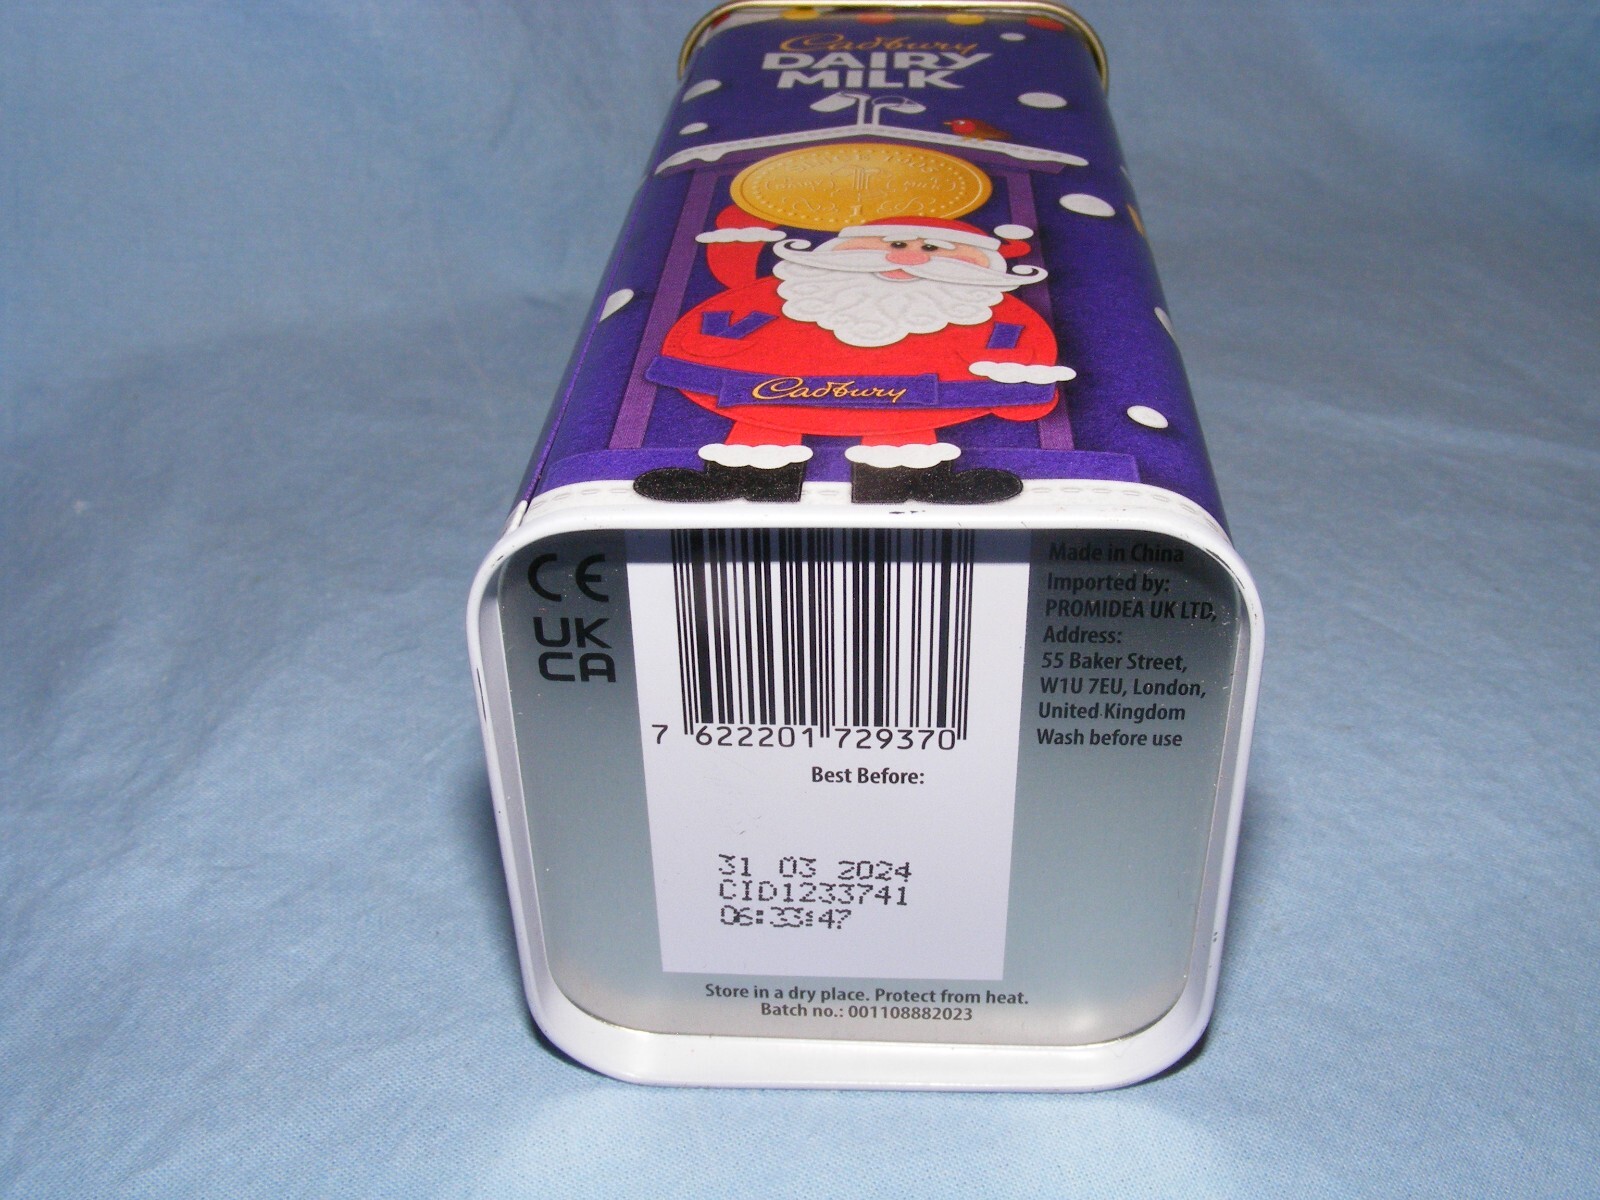 Cadbury
DAIRY
MILK
Cadbury
CE
UK
CA
Made in China
Imported by:
PROMIDEA UK LTD,
Address:
55 Baker Street,
W1U 7EU, London,
United Kingdom
Wash before use
7 622201 729370
Best Before:
31 03 2024
CID1233741
06:33:47
Store in a dry place. Protect from heat.
Batch no.: 001108882023